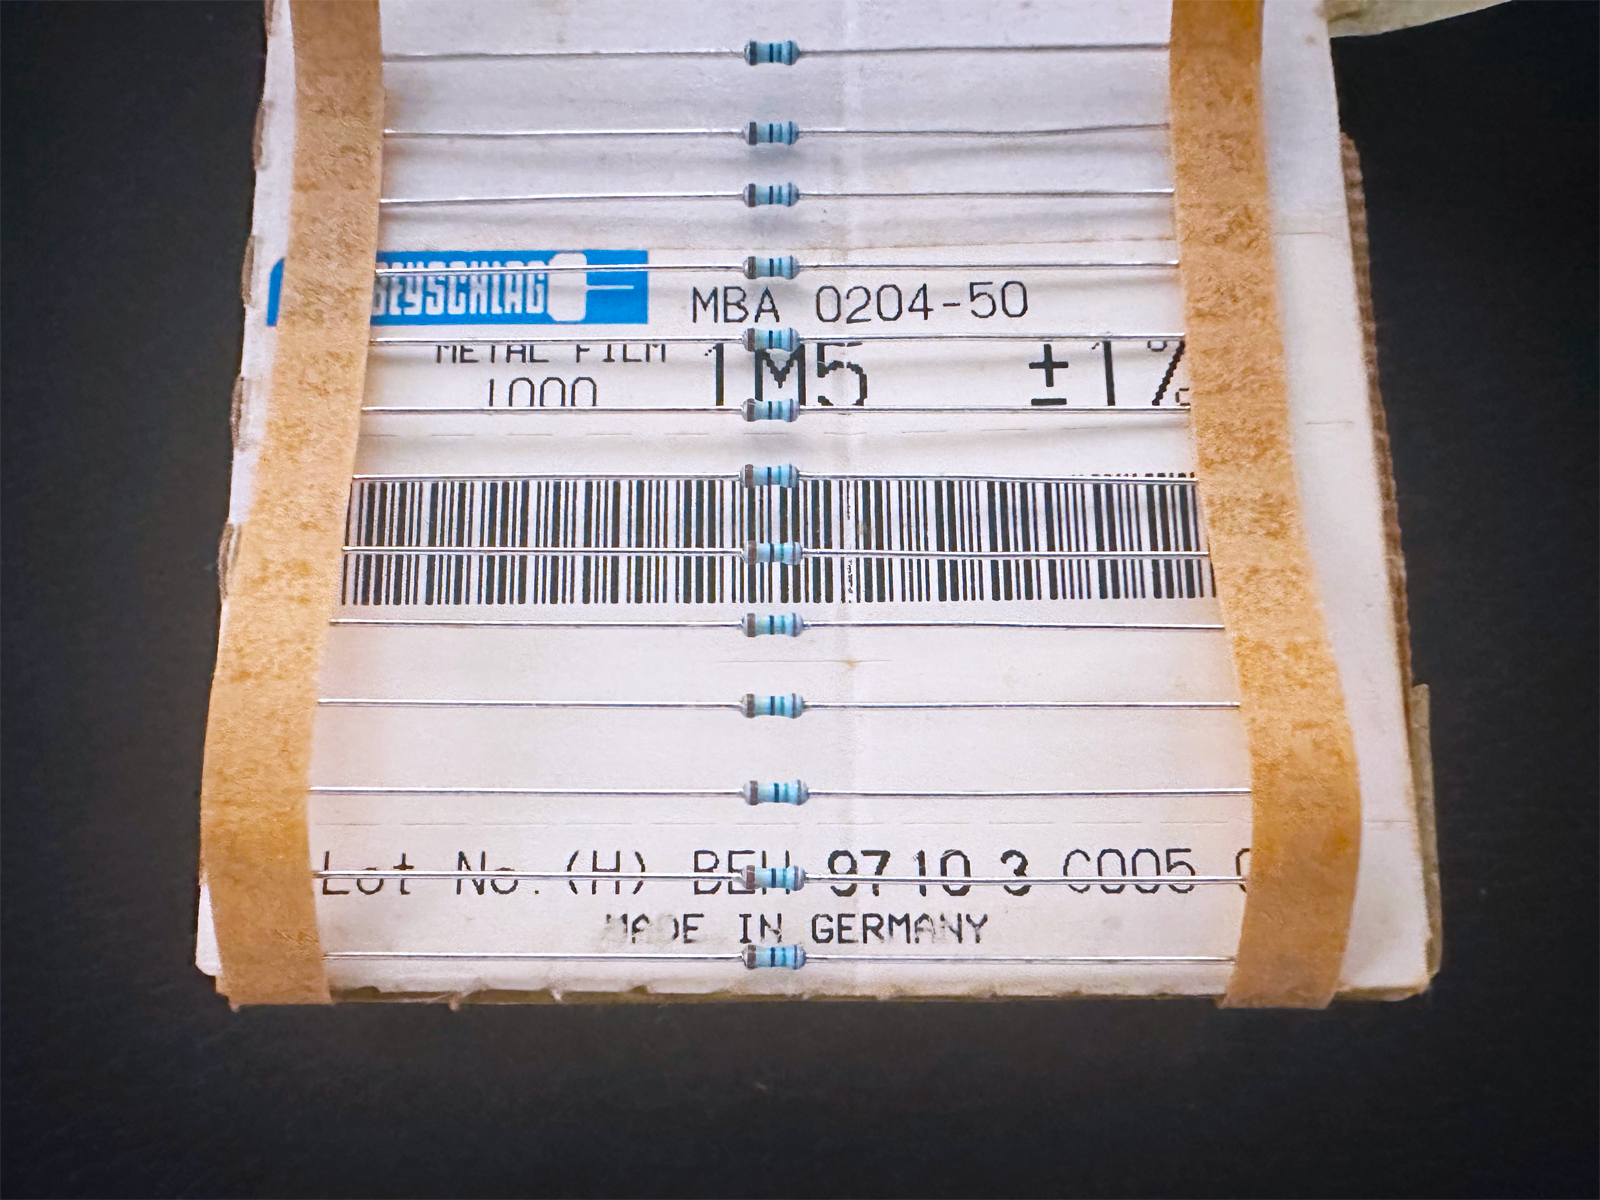 BEYSCHLAG
MBA 0204-50
METAL FILM 1M5 ±1%
1000
Lot No. (H) BEH 97 10 3 C005
MADE IN GERMANY